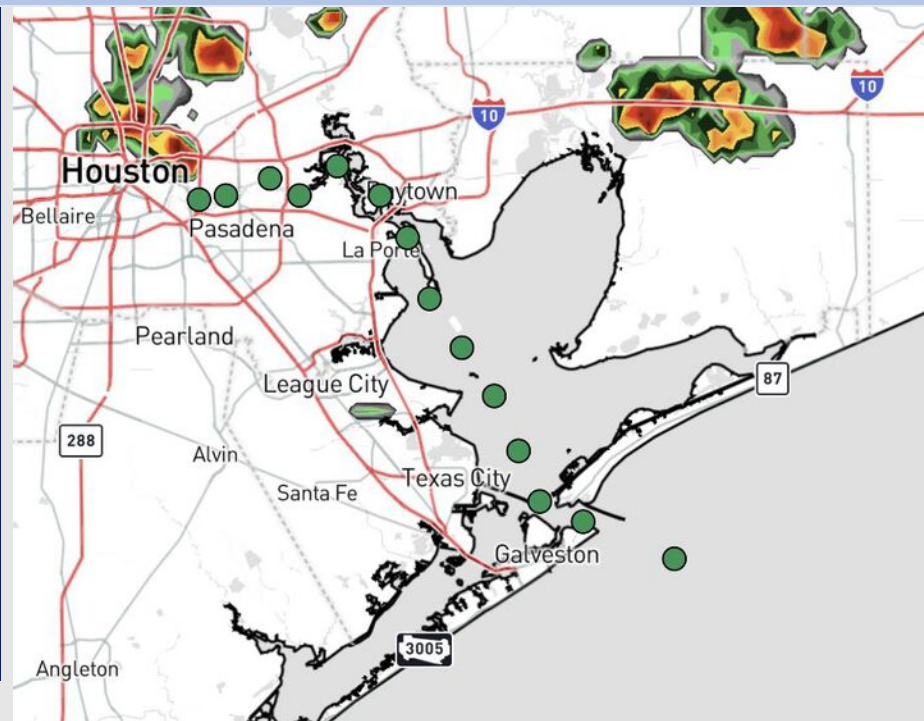 10
10
Houston
Baytown
Bellaire
Pasadena
La Porte
Pearland
League City
87
288
Alvin
Texas City
Santa Fe
Galveston
3005
Angleton